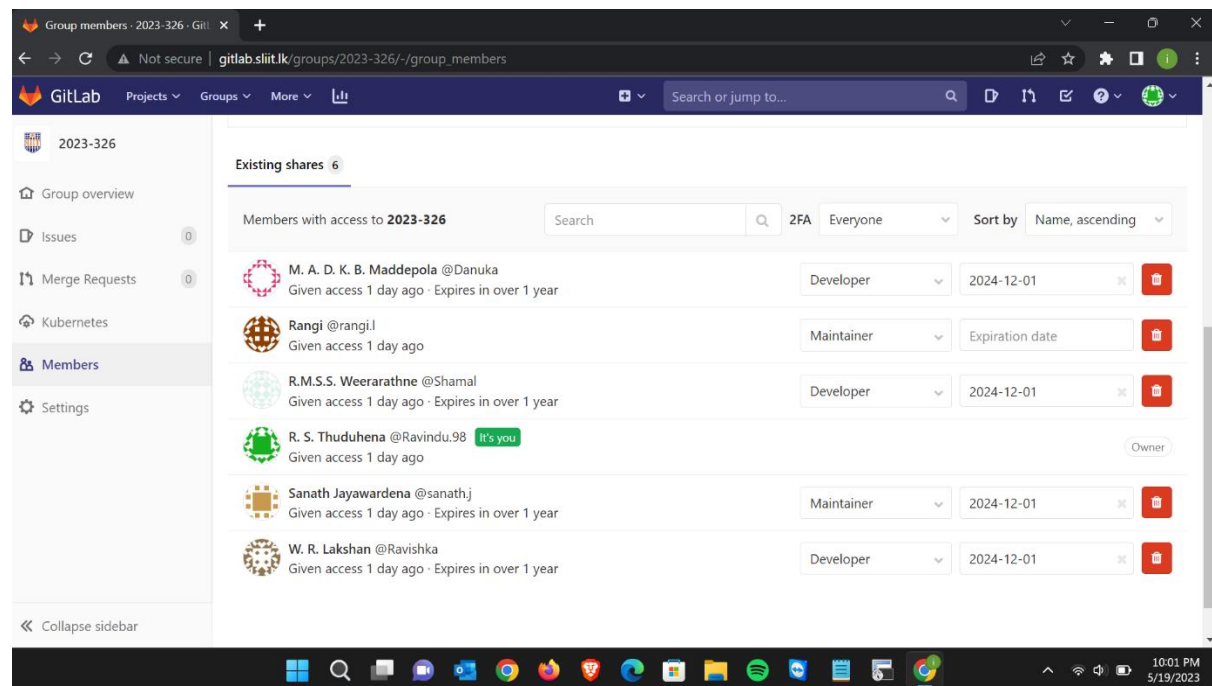 Group members · 2023-326 · Gitl
Not secure | gitlab.sliit.lk/groups/2023-326/-/group_members
GitLab Projects Groups More Search or jump to...
2023-326
Existing shares 6
Group overview
Members with access to 2023-326 Search 2FA Everyone Sort by Name, ascending
Issues 0
M. A. D. K. B. Maddepola @Danuka Developer 2024-12-01
Given access 1 day ago · Expires in over 1 year
Merge Requests 0
Kubernetes
Rangi @rangi.l Maintainer Expiration date
Given access 1 day ago
Members
R.M.S.S. Weerarathne @Shamal Developer 2024-12-01
Given access 1 day ago · Expires in over 1 year
Settings
R. S. Thuduhena @Ravindu.98 It's you Owner
Given access 1 day ago
Sanath Jayawardena @sanath.j Maintainer 2024-12-01
Given access 1 day ago · Expires in over 1 year
W. R. Lakshan @Ravishka Developer 2024-12-01
Given access 1 day ago · Expires in over 1 year
Collapse sidebar
10:01 PM
5/19/2023